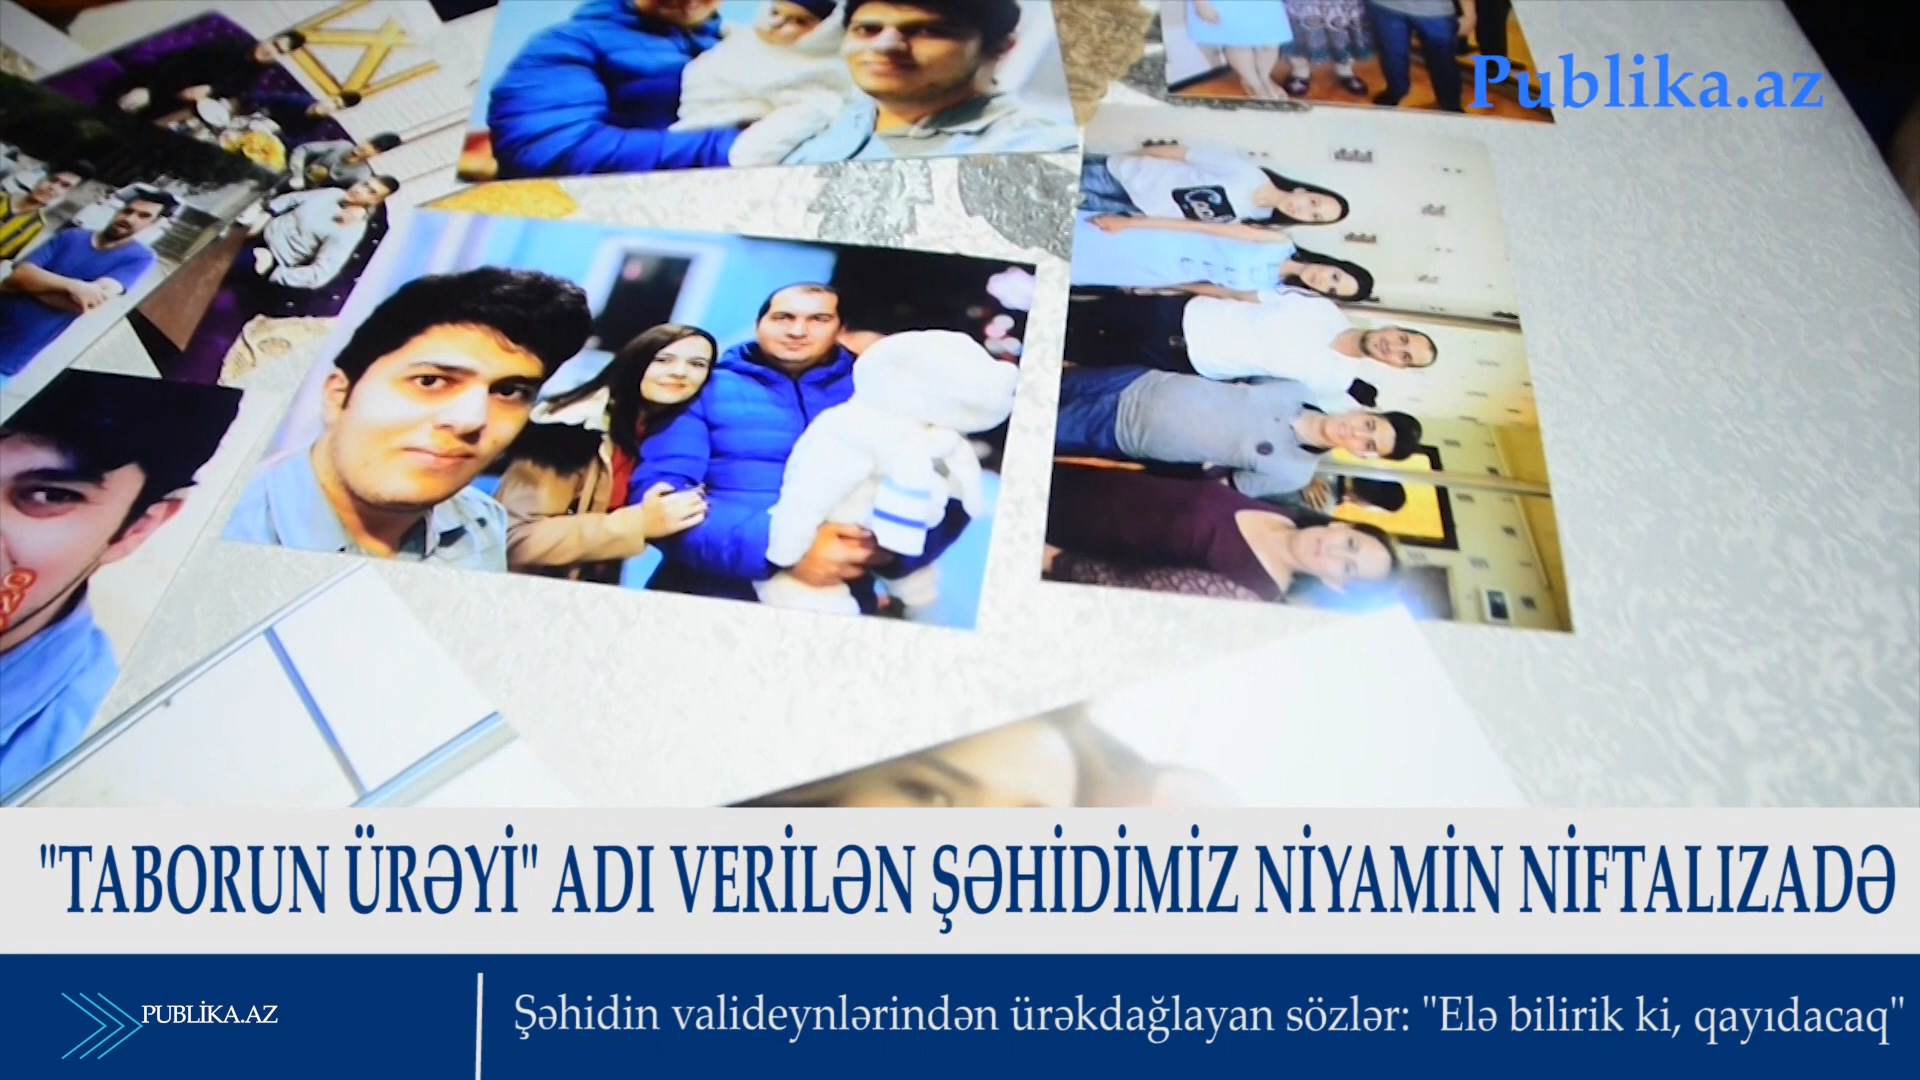 Publika.az
"TABORUN ÜRƏYİ" ADI VERİLƏN ŞƏHİDİMİZ NİYAMİN NİFTALIZADƏ
PUBLİKA.AZ
Şəhidin valideynlərindən ürəkdağlayan sözlər: "Elə bilirik ki, qayıdacaq"